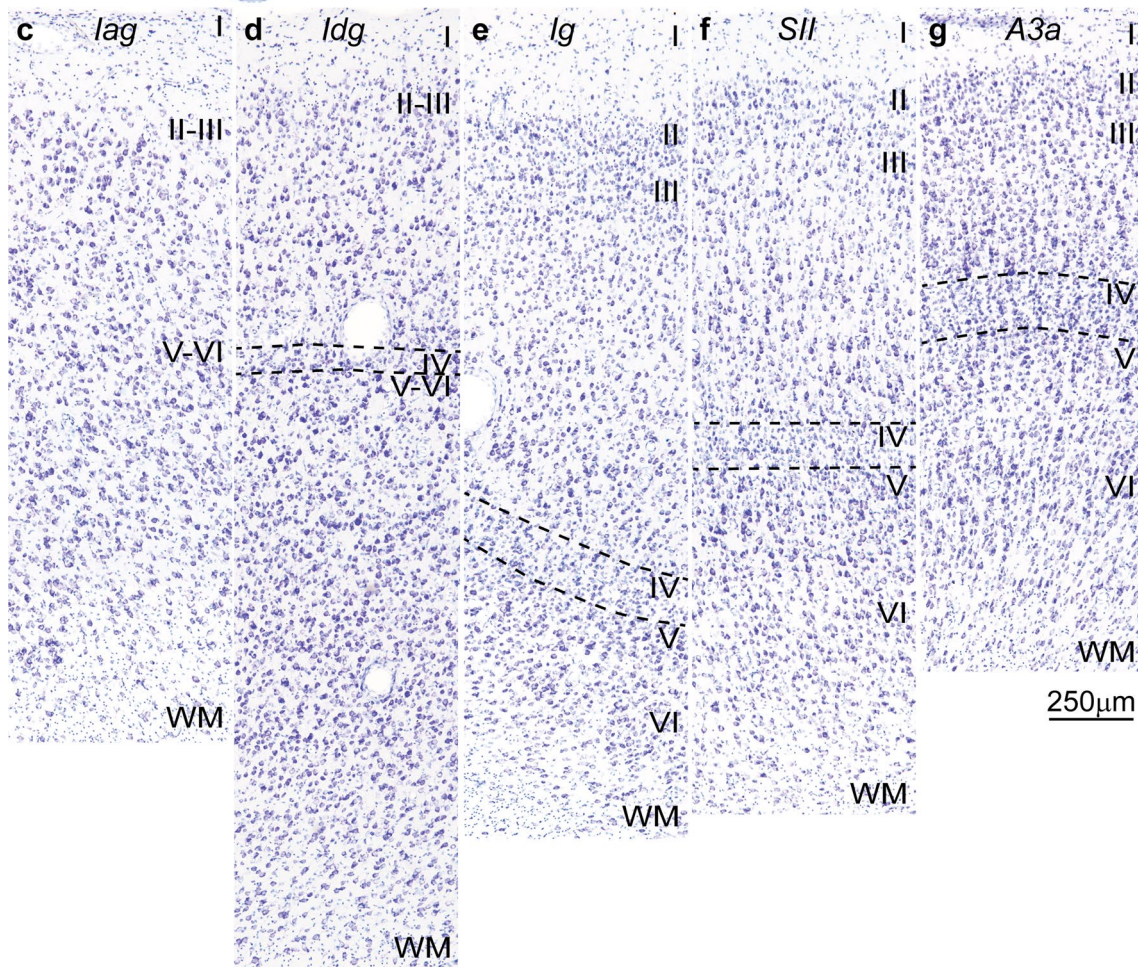 c Iag I
II-III
V-VI
WM
d Idg I
II-III
IV
V-VI
WM
e Ig I
II
III
IV
V
VI
WM
f SII I
II
III
IV
V
VI
WM
g A3a I
II
III
IV
V
VI
WM
250μm